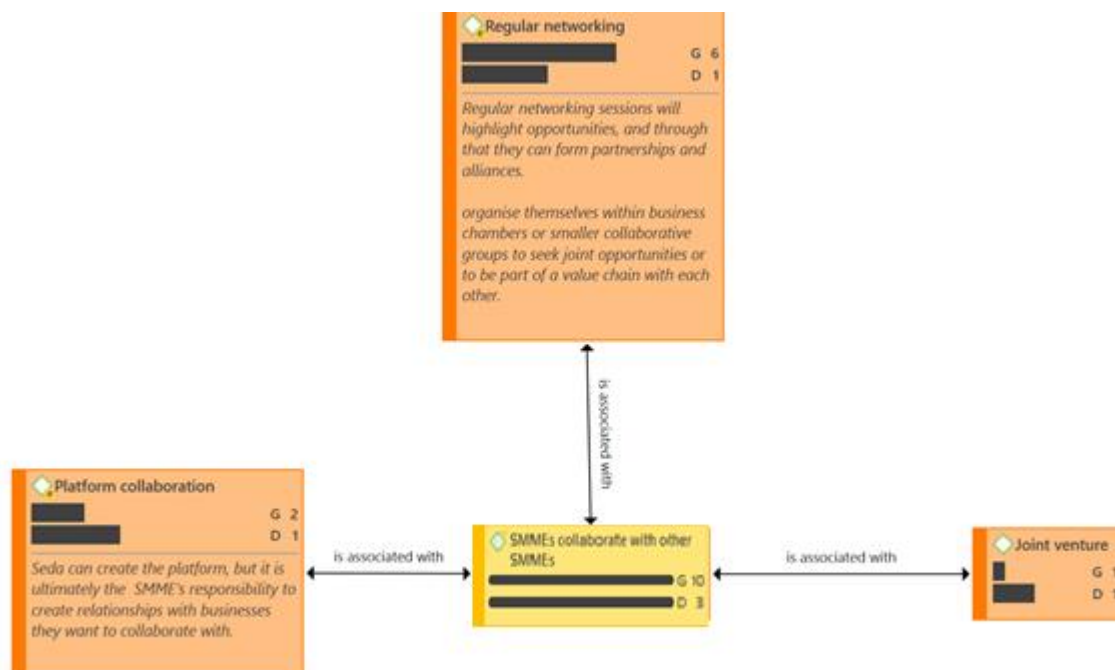 Regular networking
G 6
D 1
Regular networking sessions will
highlight opportunities, and through
that they can form partnerships and
alliances.
organise themselves within business
chambers or smaller collaborative
groups to seek joint opportunities or
to be part of a value chain with each
other.
is associated with
Platform collaboration
G 2
D 1
Seda can create the platform, but it is
ultimately the SMME's responsibility to
create relationships with businesses
they want to collaborate with.
is associated with
SMMEs collaborate with other
SMMEs
G 10
D 3
is associated with
Joint venture
G 1
D 1